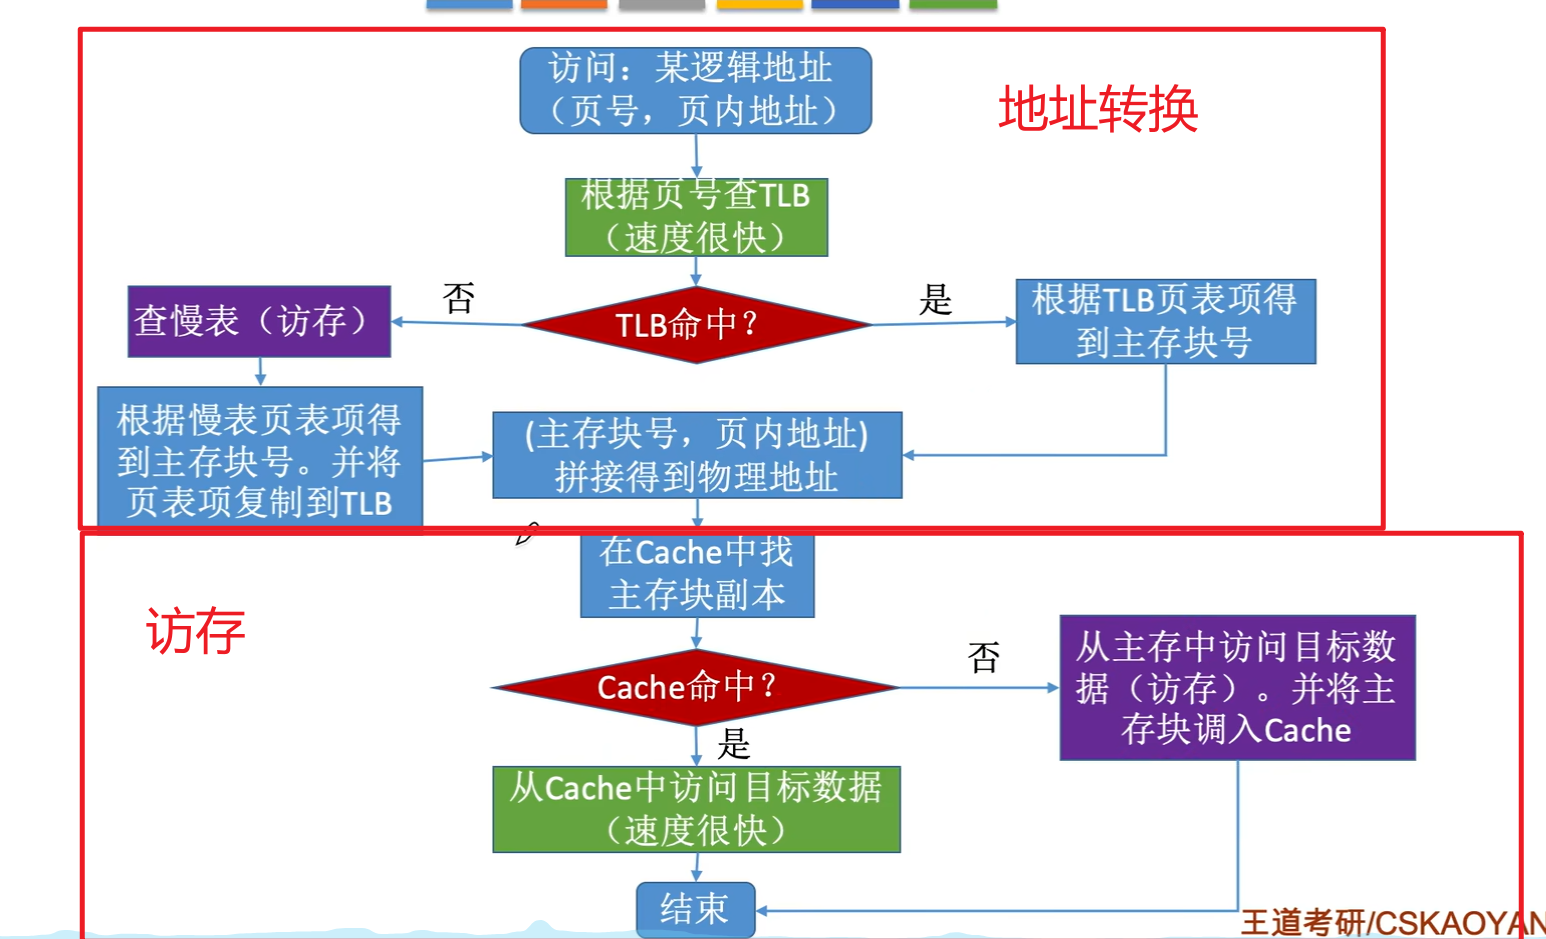 访问：某逻辑地址
（页号，页内地址）
地址转换
根据页号查TLB
（速度很快）
否
是
查慢表（访存）
TLB命中？
根据TLB页表项得
到主存块号
根据慢表页表项得
到主存块号。并将
页表项复制到TLB
(主存块号，页内地址)
拼接得到物理地址
在Cache中找
主存块副本
访存
Cache命中？
否
从主存中访问目标数
据（访存）。并将主
存块调入Cache
是
从Cache中访问目标数据
（速度很快）
结束
王道考研/CSKAOYAN